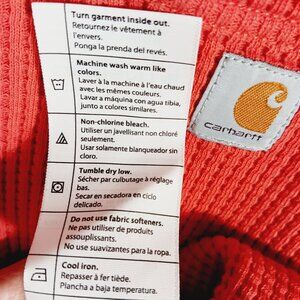 Turn garment inside out.
Retournez le vêtement à
l'envers.
Ponga la prenda del revés.
Machine wash warm like
colors.
Laver à la machine à l'eau chaud
avec les mêmes couleurs.
Lavar a máquina con agua tibia,
junto a colores similares.
Non-chlorine bleach.
Utiliser un javellisant non chloré
seulement.
Usar solamente blanqueador sin
cloro.
Tumble dry low.
Sécher par culbutage à réglage
bas.
Secar en secadora en ciclo
delicado.
Do not use fabric softeners.
Ne pas utiliser de produits
assouplissants.
No use suavizantes para la ropa.
Cool iron.
Repasser à fer tiède.
Plancha a baja temperatura.
carhartt